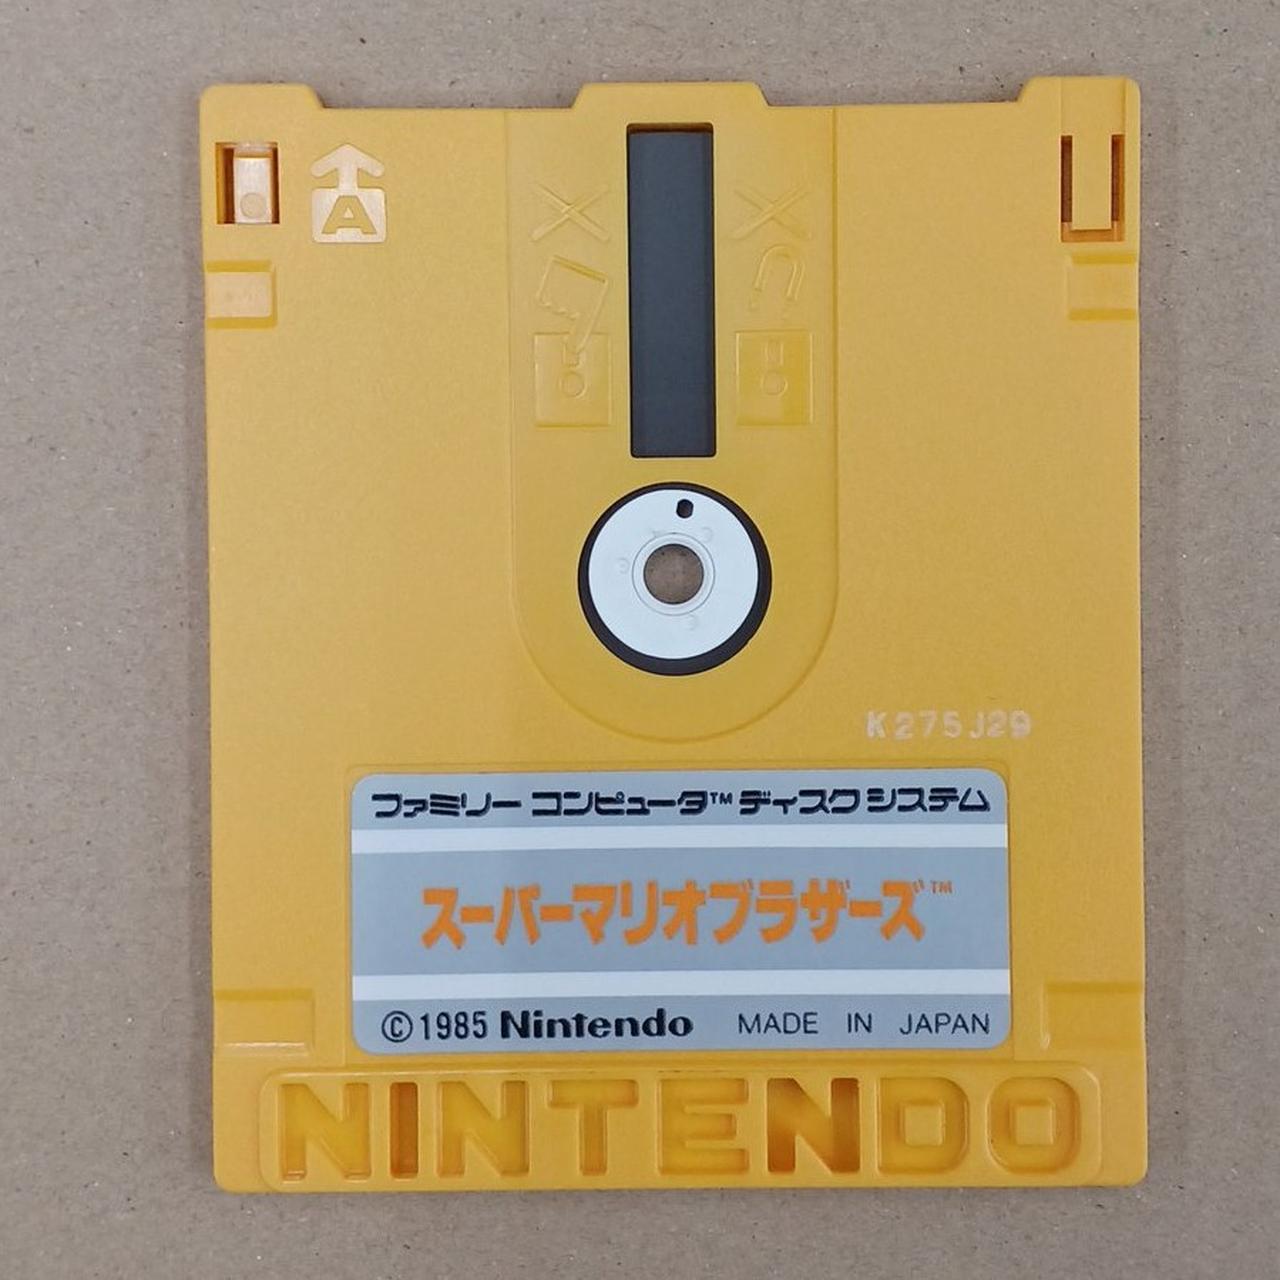 A
K275J29
ファミリー コンピュータ™ ディスク システム
スーパーマリオブラザーズ™
©1985 Nintendo MADE IN JAPAN
NINTENDO